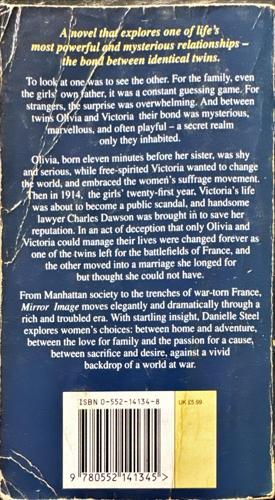 A novel that explores one of life's
most powerful and mysterious relationships –
the bond between identical twins.
To look at one was to see the other. For the family, even
the girls' own father, it was a constant guessing game. For
strangers, the surprise was overwhelming. And between
twins Olivia and Victoria their bond was mysterious,
marvellous, and often playful – a secret realm
only they inhabited.
Olivia, born eleven minutes before her sister, was shy
and serious, while free-spirited Victoria wanted to change
the world, and embraced the women's suffrage movement.
Then in 1914, the girls' twenty-first year, Victoria's life
was about to become a public scandal, and handsome
lawyer Charles Dawson was brought in to save her
reputation. In an act of deception that only Olivia and
Victoria could manage their lives were changed forever as
one of the twins left for the battlefields of France, and
the other moved into a marriage she longed for
but thought she could not have.
From Manhattan society to the trenches of war-torn France,
Mirror Image moves elegantly and dramatically through a
rich and troubled era. With startling insight, Danielle Steel
explores women's choices: between home and adventure,
between the love for family and the passion for a cause,
between sacrifice and desire, against a vivid
backdrop of a world at war.
ISBN 0-552-14134-8
UK £5.99
9 780552 141345 >